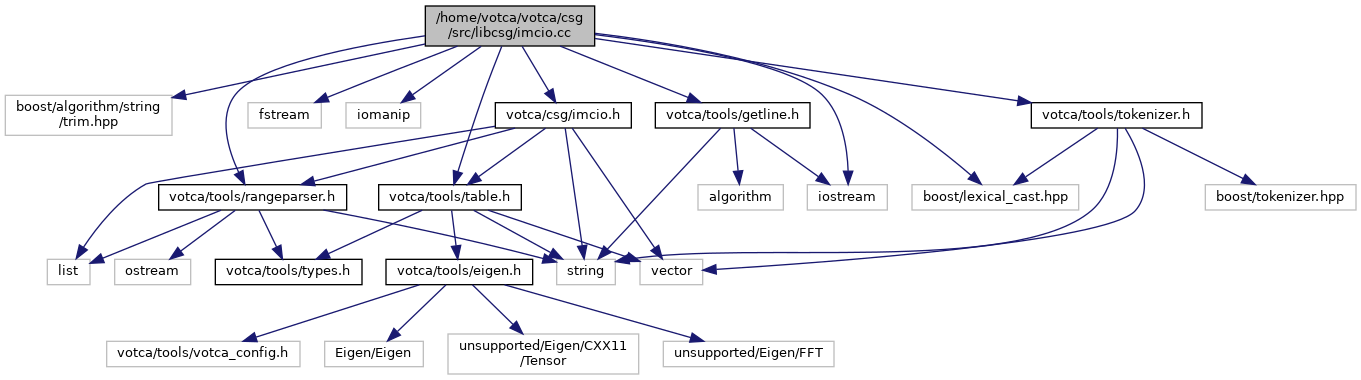 /home/votca/votca/csg
/src/libcsg/imcio.cc
boost/algorithm/string
/trim.hpp
fstream
iomanip
votca/csg/imcio.h
votca/tools/getline.h
votca/tools/tokenizer.h
votca/tools/rangeparser.h
votca/tools/table.h
algorithm
iostream
boost/lexical_cast.hpp
boost/tokenizer.hpp
list
ostream
votca/tools/types.h
votca/tools/eigen.h
string
vector
votca/tools/votca_config.h
Eigen/Eigen
unsupported/Eigen/CXX11
/Tensor
unsupported/Eigen/FFT